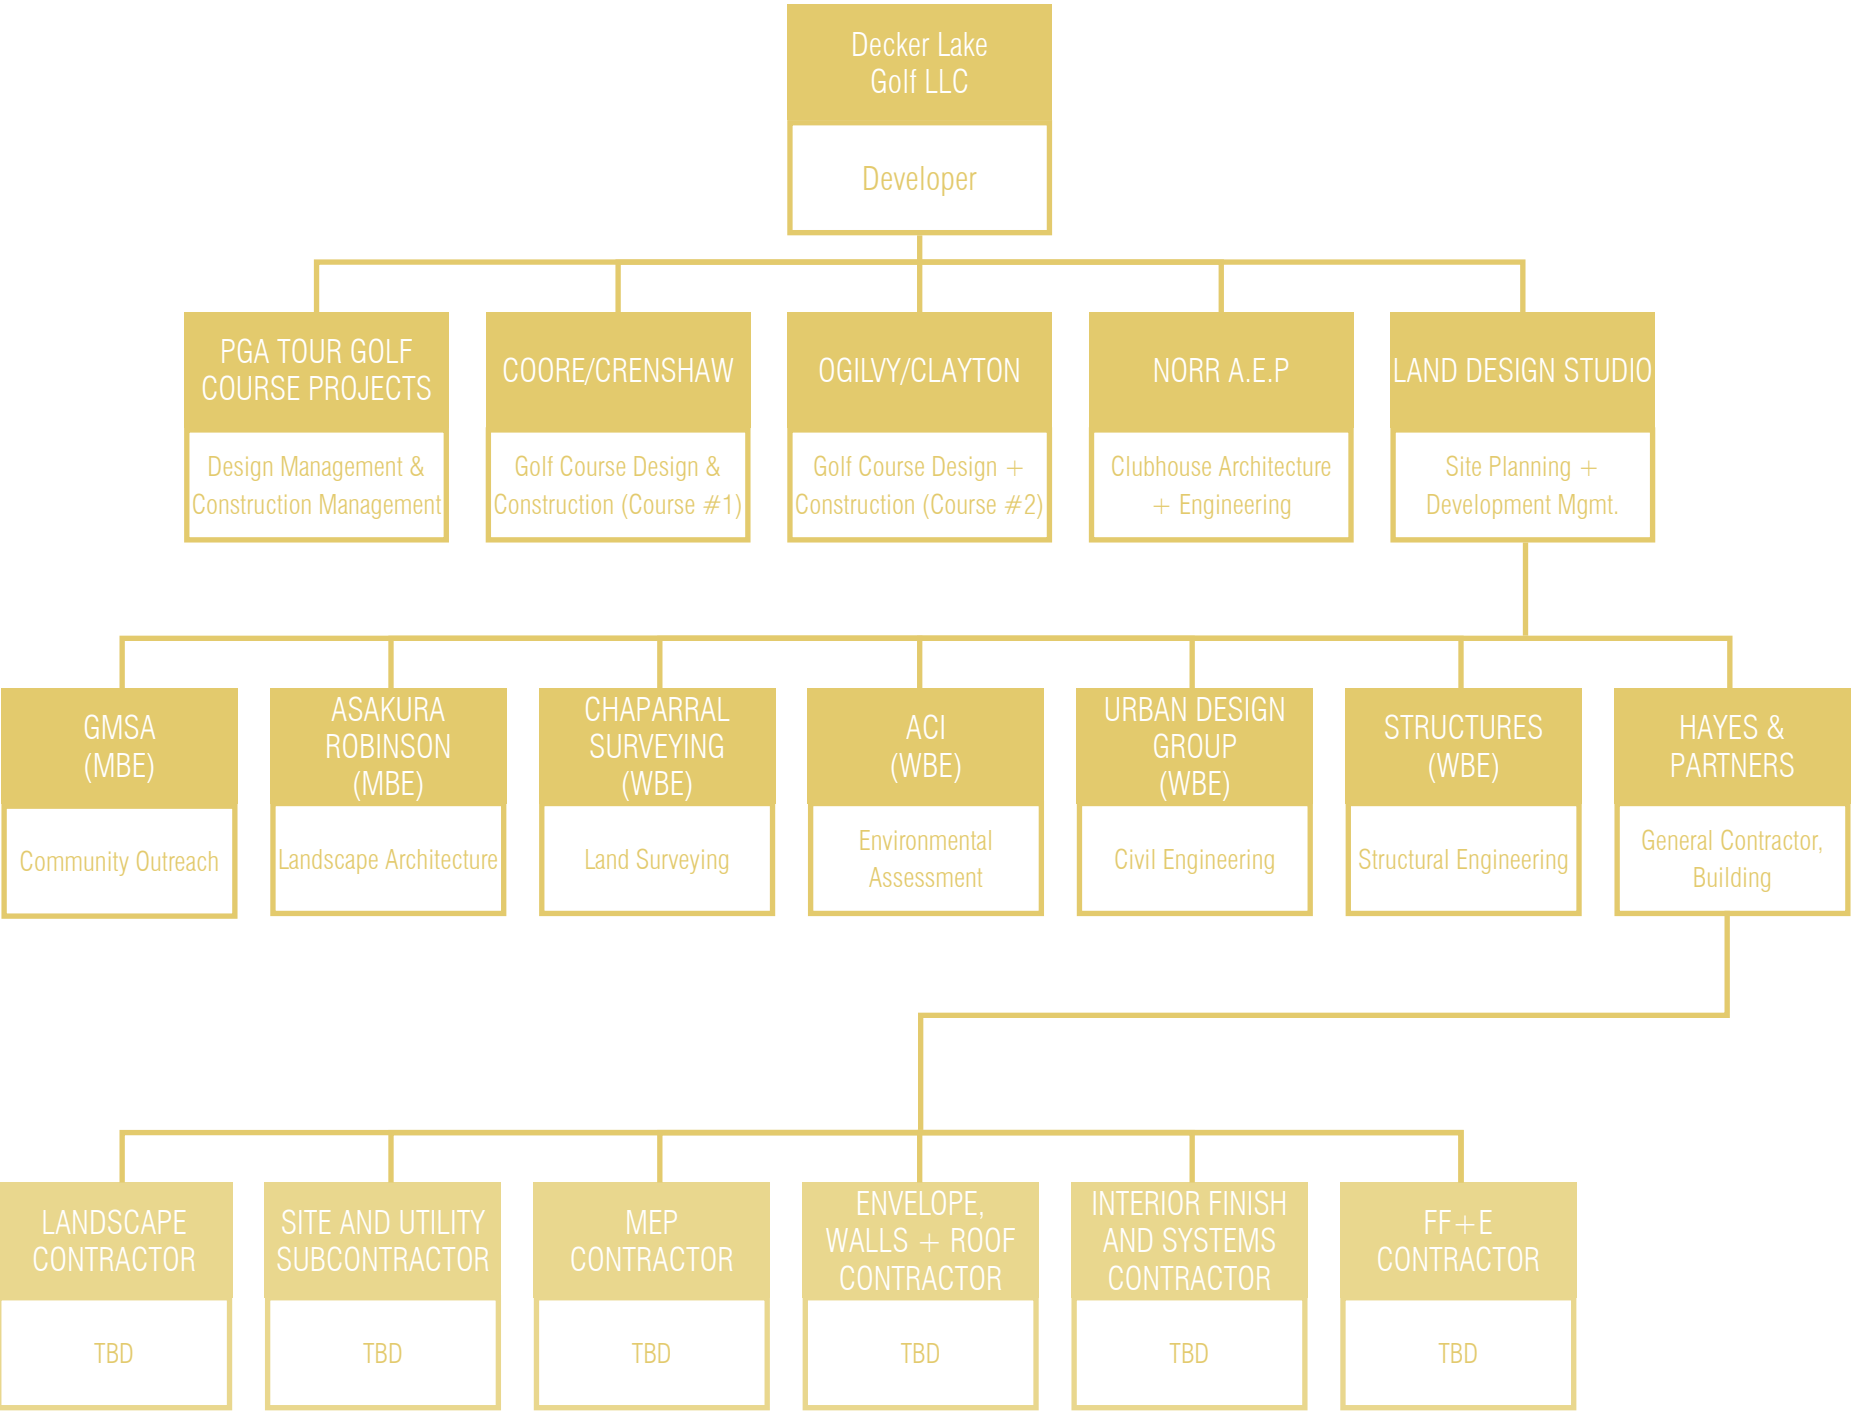 Decker Lake
Golf LLC
Developer
PGA TOUR GOLF
COURSE PROJECTS
Design Management &
Construction Management
COORE/CRENSHAW
Golf Course Design &
Construction (Course #1)
OGILVY/CLAYTON
Golf Course Design +
Construction (Course #2)
NORR A.E.P
Clubhouse Architecture
+ Engineering
LAND DESIGN STUDIO
Site Planning +
Development Mgmt.
GMSA
(MBE)
Community Outreach
ASAKURA
ROBINSON
(MBE)
Landscape Architecture
CHAPARRAL
SURVEYING
(WBE)
Land Surveying
ACI
(WBE)
Environmental
Assessment
URBAN DESIGN
GROUP
(WBE)
Civil Engineering
STRUCTURES
(WBE)
Structural Engineering
HAYES &
PARTNERS
General Contractor,
Building
LANDSCAPE
CONTRACTOR
TBD
SITE AND UTILITY
SUBCONTRACTOR
TBD
MEP
CONTRACTOR
TBD
ENVELOPE,
WALLS + ROOF
CONTRACTOR
TBD
INTERIOR FINISH
AND SYSTEMS
CONTRACTOR
TBD
FF+E
CONTRACTOR
TBD